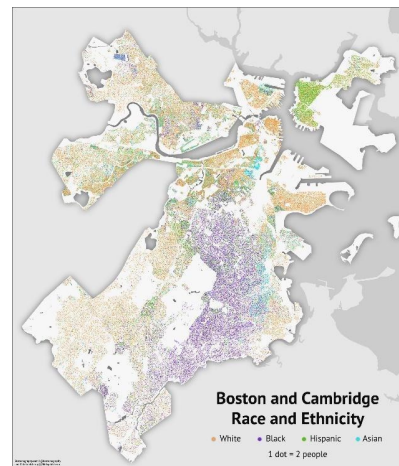 Boston and Cambridge
Race and Ethnicity
White Black Hispanic Asian
1 dot = 2 people